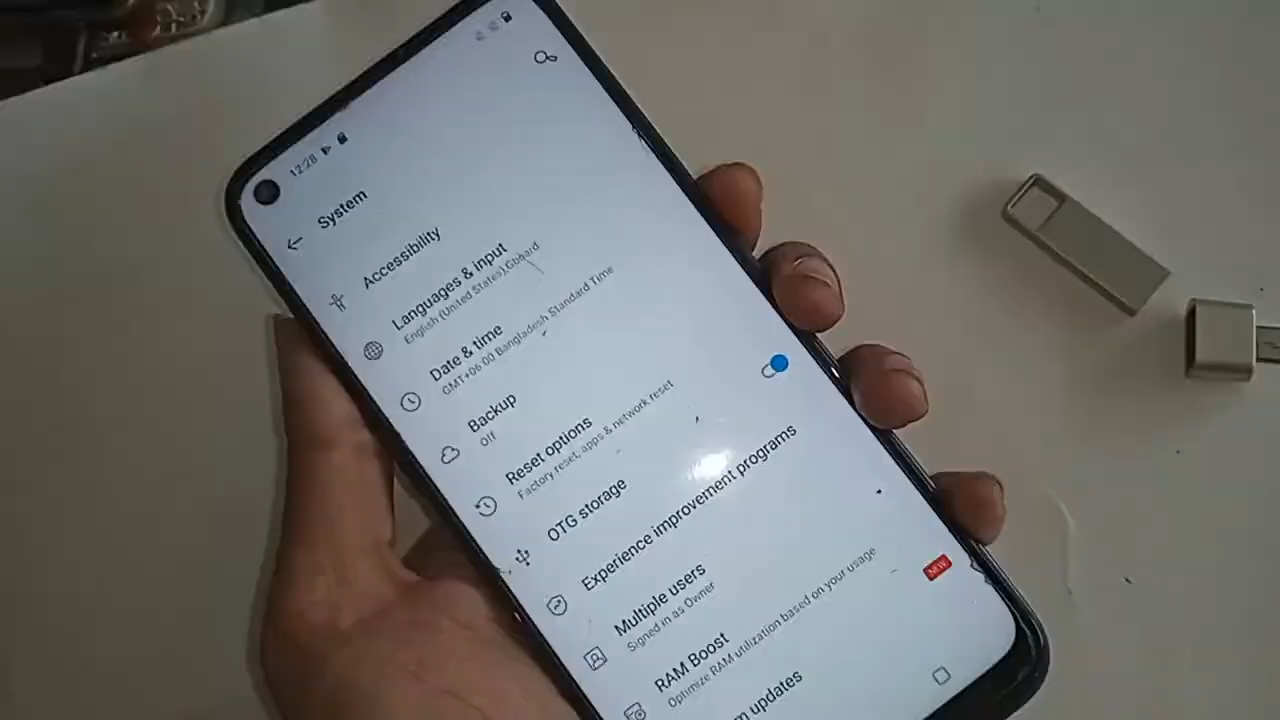 12:28
System
Accessibility
Languages & input
English (United States),Gboard
Date & time
GMT+06:00 Bangladesh Standard Time
Backup
Off
Reset options
Factory reset, apps & network reset
OTG storage
Experience improvement programs
Multiple users
Signed in as Owner
RAM Boost
Optimize RAM utilization based on your usage
NEW
updates